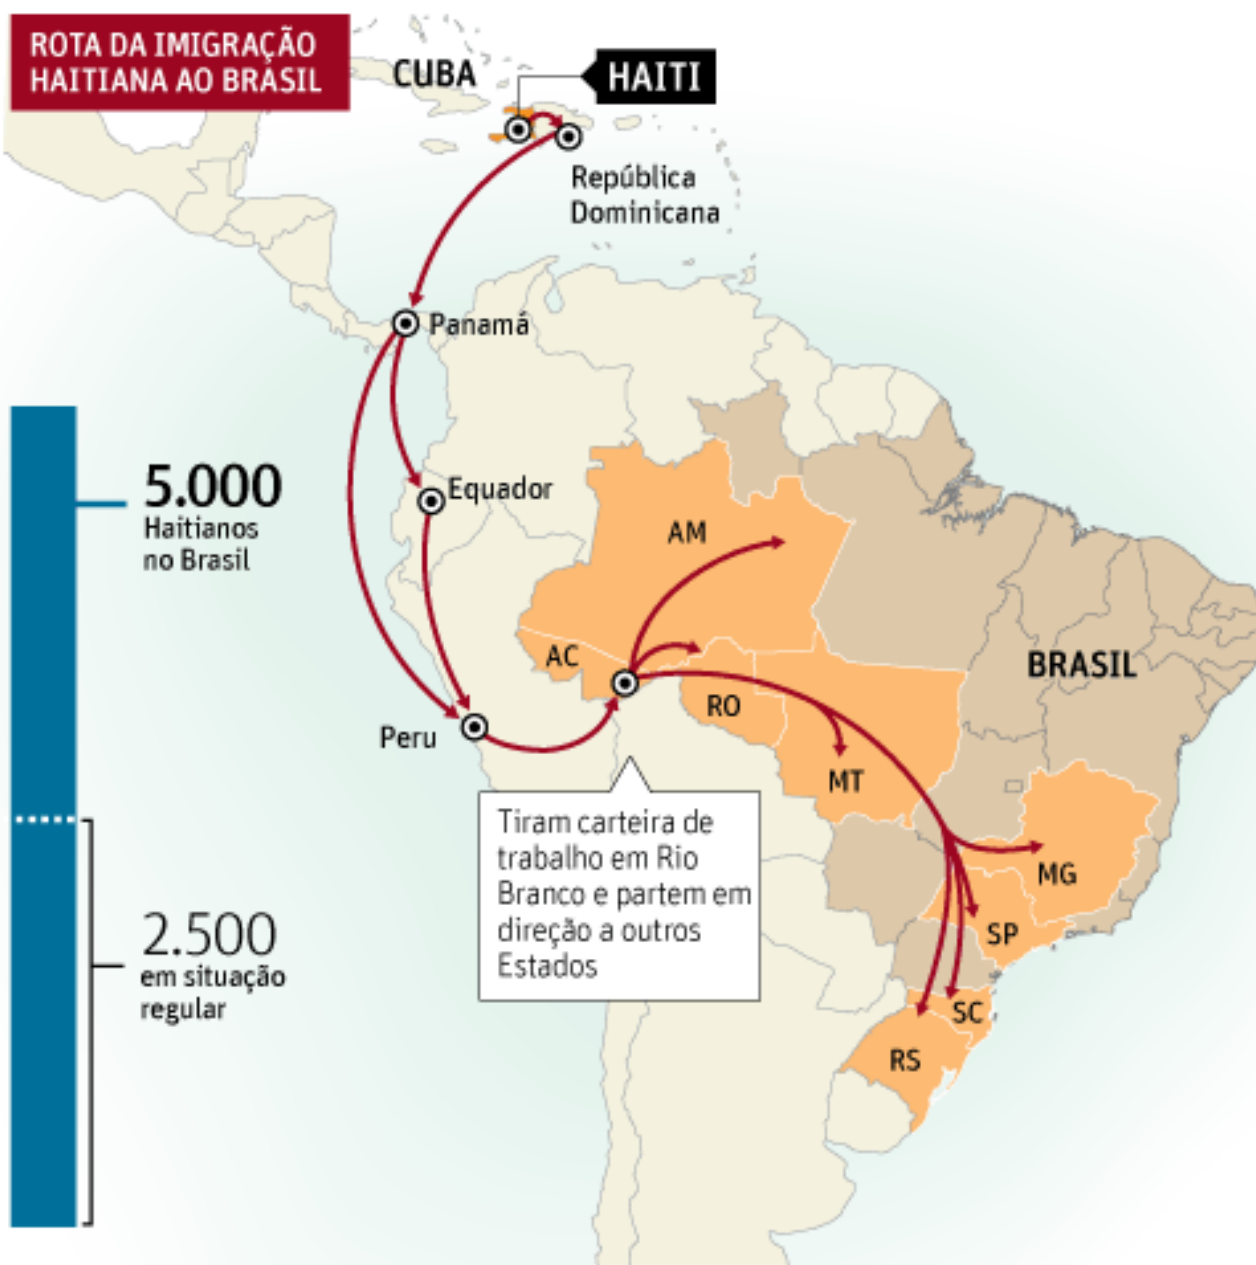 ROTA DA IMIGRAÇÃO
HAITIANA AO BRASIL
CUBA
HAITI
República
Dominicana
Panamá
Equador
5.000
Haitianos
no Brasil
AM
AC
BRASIL
RO
Peru
MT
Tiram carteira de
trabalho em Rio
Branco e partem em
direção a outros
Estados
MG
2.500
em situação
regular
SP
SC
RS